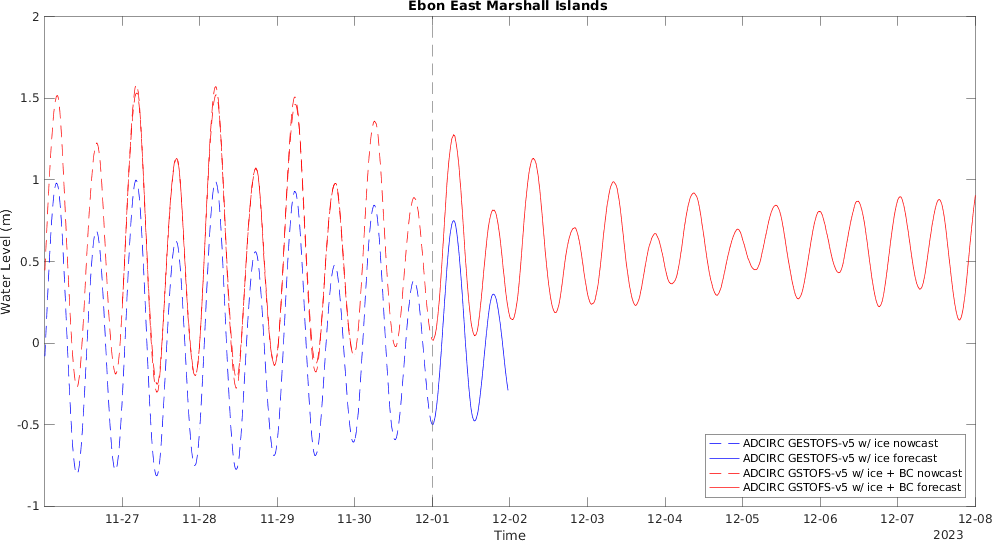 Ebon East Marshall Islands
2
1.5
1
0.5
0
-0.5
-1
Water Level (m)
ADCIRC GESTOFS-v5 w/ ice nowcast
ADCIRC GESTOFS-v5 w/ ice forecast
ADCIRC GSTOFS-v5 w/ ice + BC nowcast
ADCIRC GSTOFS-v5 w/ ice + BC forecast
11-27 11-28 11-29 11-30 12-01 12-02 12-03 12-04 12-05 12-06 12-07 12-08
Time
2023